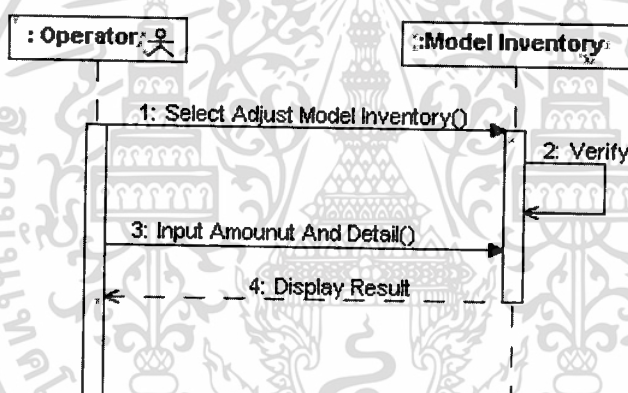 : Operator
:Model Inventory
1: Select Adjust Model Inventory()
2: Verify
3: Input Amounut And Detail()
4: Display Result